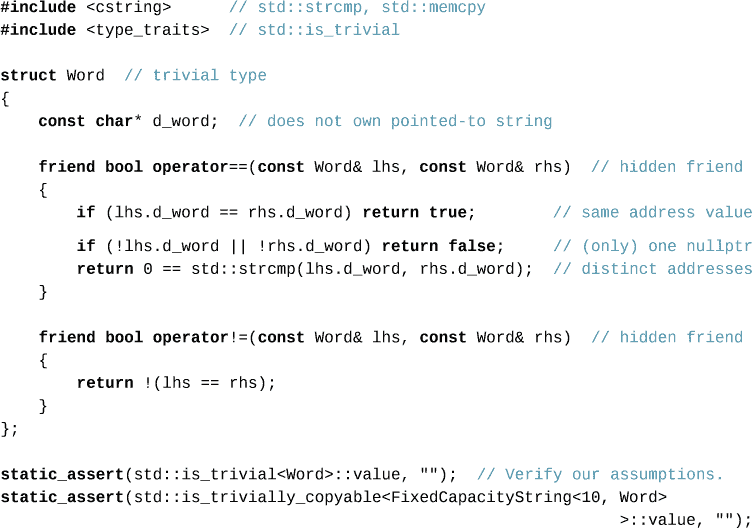 #include <cstring>      // std::strcmp, std::memcpy
#include <type_traits>  // std::is_trivial
struct Word  // trivial type
{
    const char* d_word;  // does not own pointed-to string
    friend bool operator==(const Word& lhs, const Word& rhs)  // hidden friend
    {
        if (lhs.d_word == rhs.d_word) return true;        // same address value
        if (!lhs.d_word || !rhs.d_word) return false;     // (only) one nullptr
        return 0 == std::strcmp(lhs.d_word, rhs.d_word);  // distinct addresses
    }
    friend bool operator!=(const Word& lhs, const Word& rhs)  // hidden friend
    {
        return !(lhs == rhs);
    }
};
static_assert(std::is_trivial<Word>::value, "");  // Verify our assumptions.
static_assert(std::is_trivially_copyable<FixedCapacityString<10, Word>
                                                                 >::value, "");